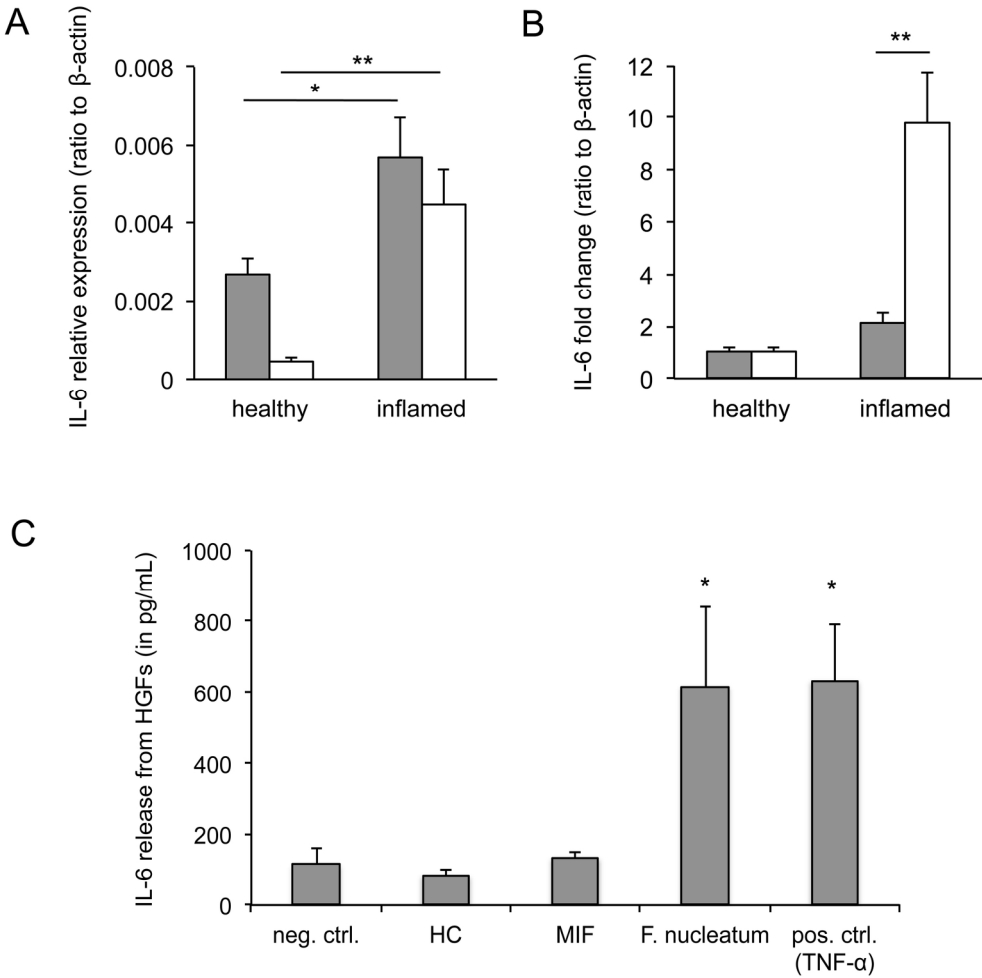 A
IL-6 relative expression (ratio to β-actin)
0.008
0.006
0.004
0.002
0
**
*
healthy
inflamed
B
IL-6 fold change (ratio to β-actin)
12
10
8
6
4
2
0
**
healthy
inflamed
C
IL-6 release from HGFs (in pg/mL)
1000
800
600
400
200
0
*
*
neg. ctrl.
HC
MIF
F. nucleatum
pos. ctrl.
(TNF-α)